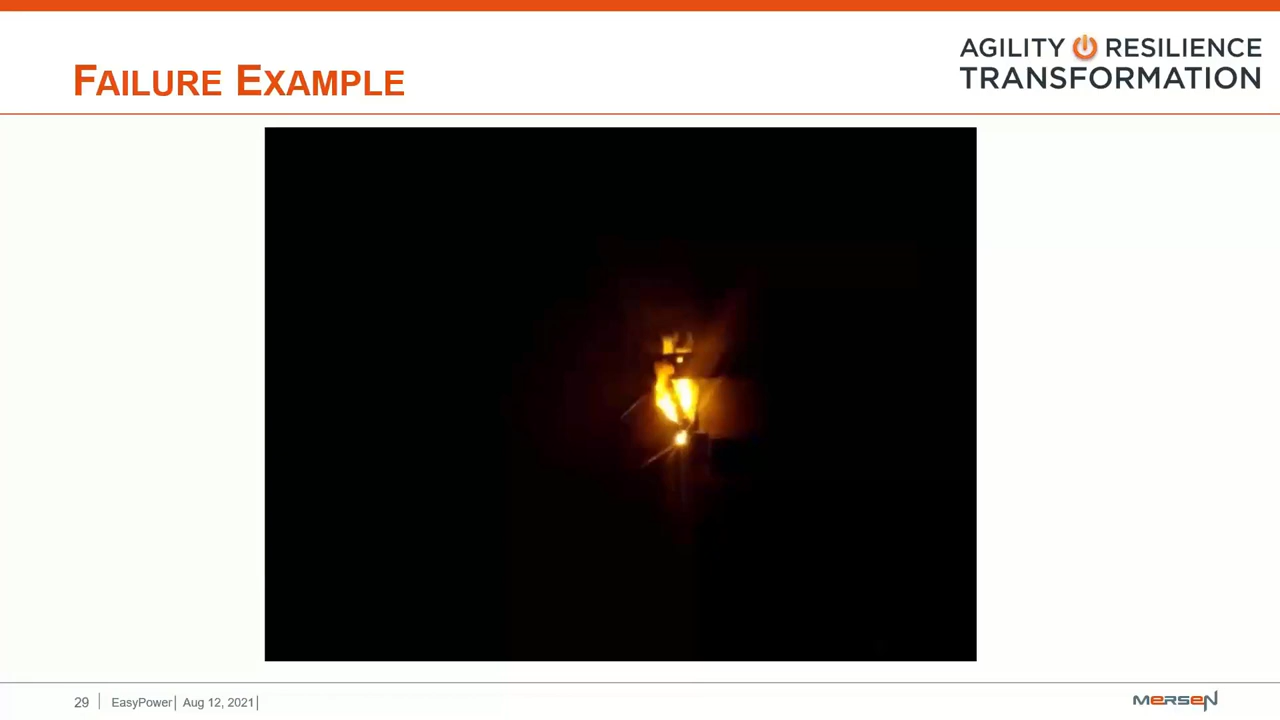 FAILURE EXAMPLE
AGILITY RESILIENCE
TRANSFORMATION
29 EasyPower Aug 12, 2021
MERSEN